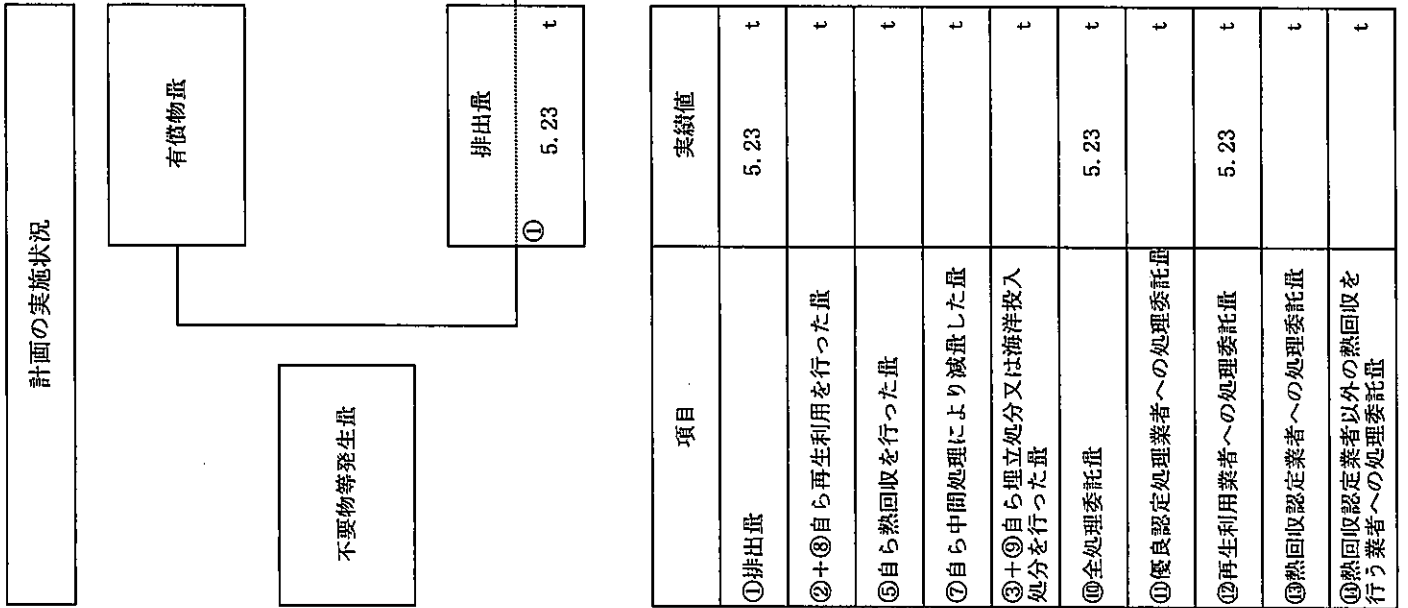 計画の実施状況
不要物等発生量
有償物量
排出量
① 5.23 t
項目 実績値
①排出量 5.23 t
②+⑧自ら再生利用を行った量 t
⑤自ら熱回収を行った量 t
⑦自ら中間処理により減量した量 t
③+⑨自ら埋立処分又は海洋投入
処分を行った量 t
⑩全処理委託量 5.23 t
⑪優良認定処理業者への処理委託量 t
⑫再生利用業者への処理委託量 5.23 t
⑬熱回収認定業者への処理委託量 t
⑭熱回収認定業者以外の熱回収を
行う業者への処理委託量 t